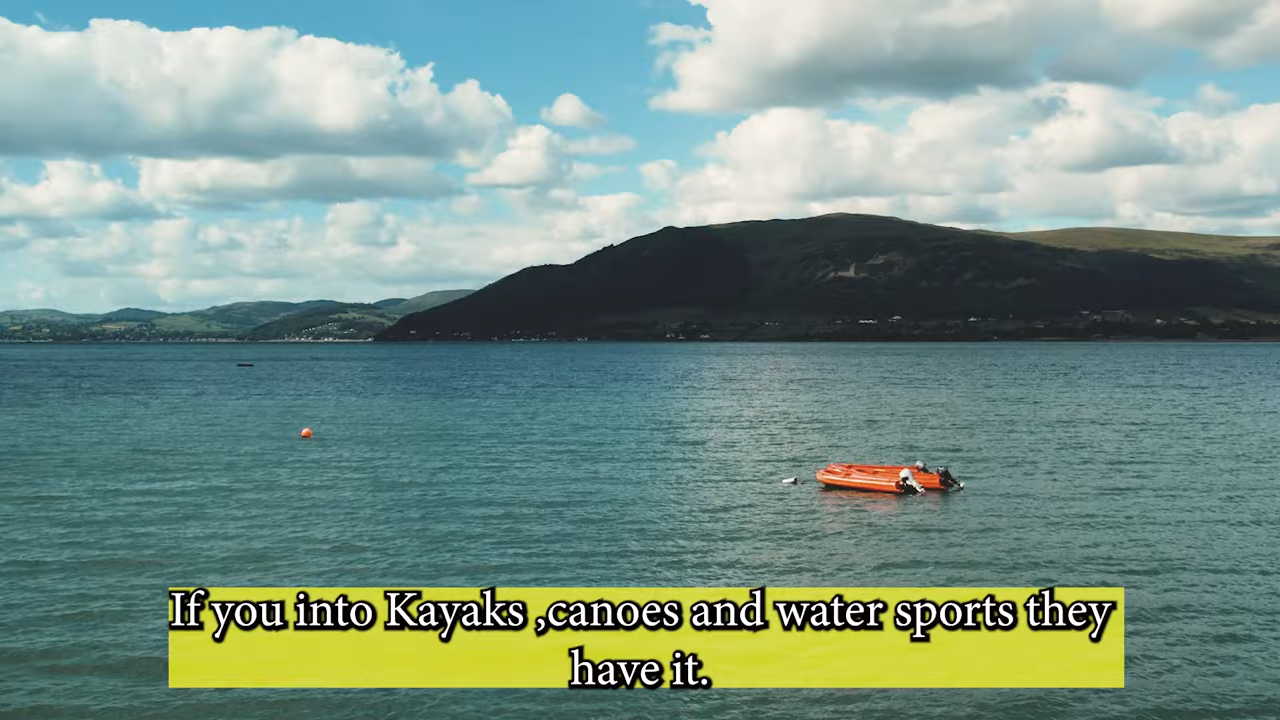 If you into Kayaks ,canoes and water sports they
have it.